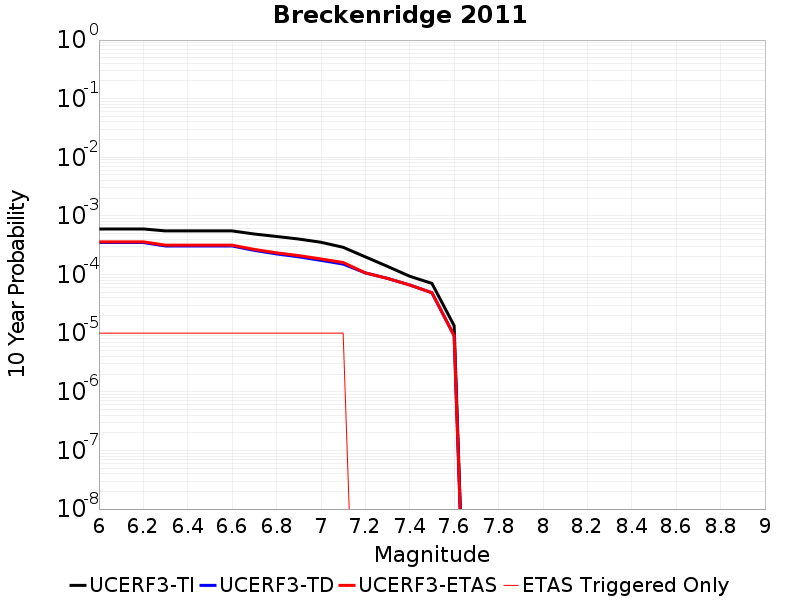 Breckenridge 2011
10 Year Probability
10^0
10^-1
10^-2
10^-3
10^-4
10^-5
10^-6
10^-7
10^-8
6 6.2 6.4 6.6 6.8 7 7.2 7.4 7.6 7.8 8 8.2 8.4 8.6 8.8 9
Magnitude
UCERF3-TI UCERF3-TD UCERF3-ETAS ETAS Triggered Only